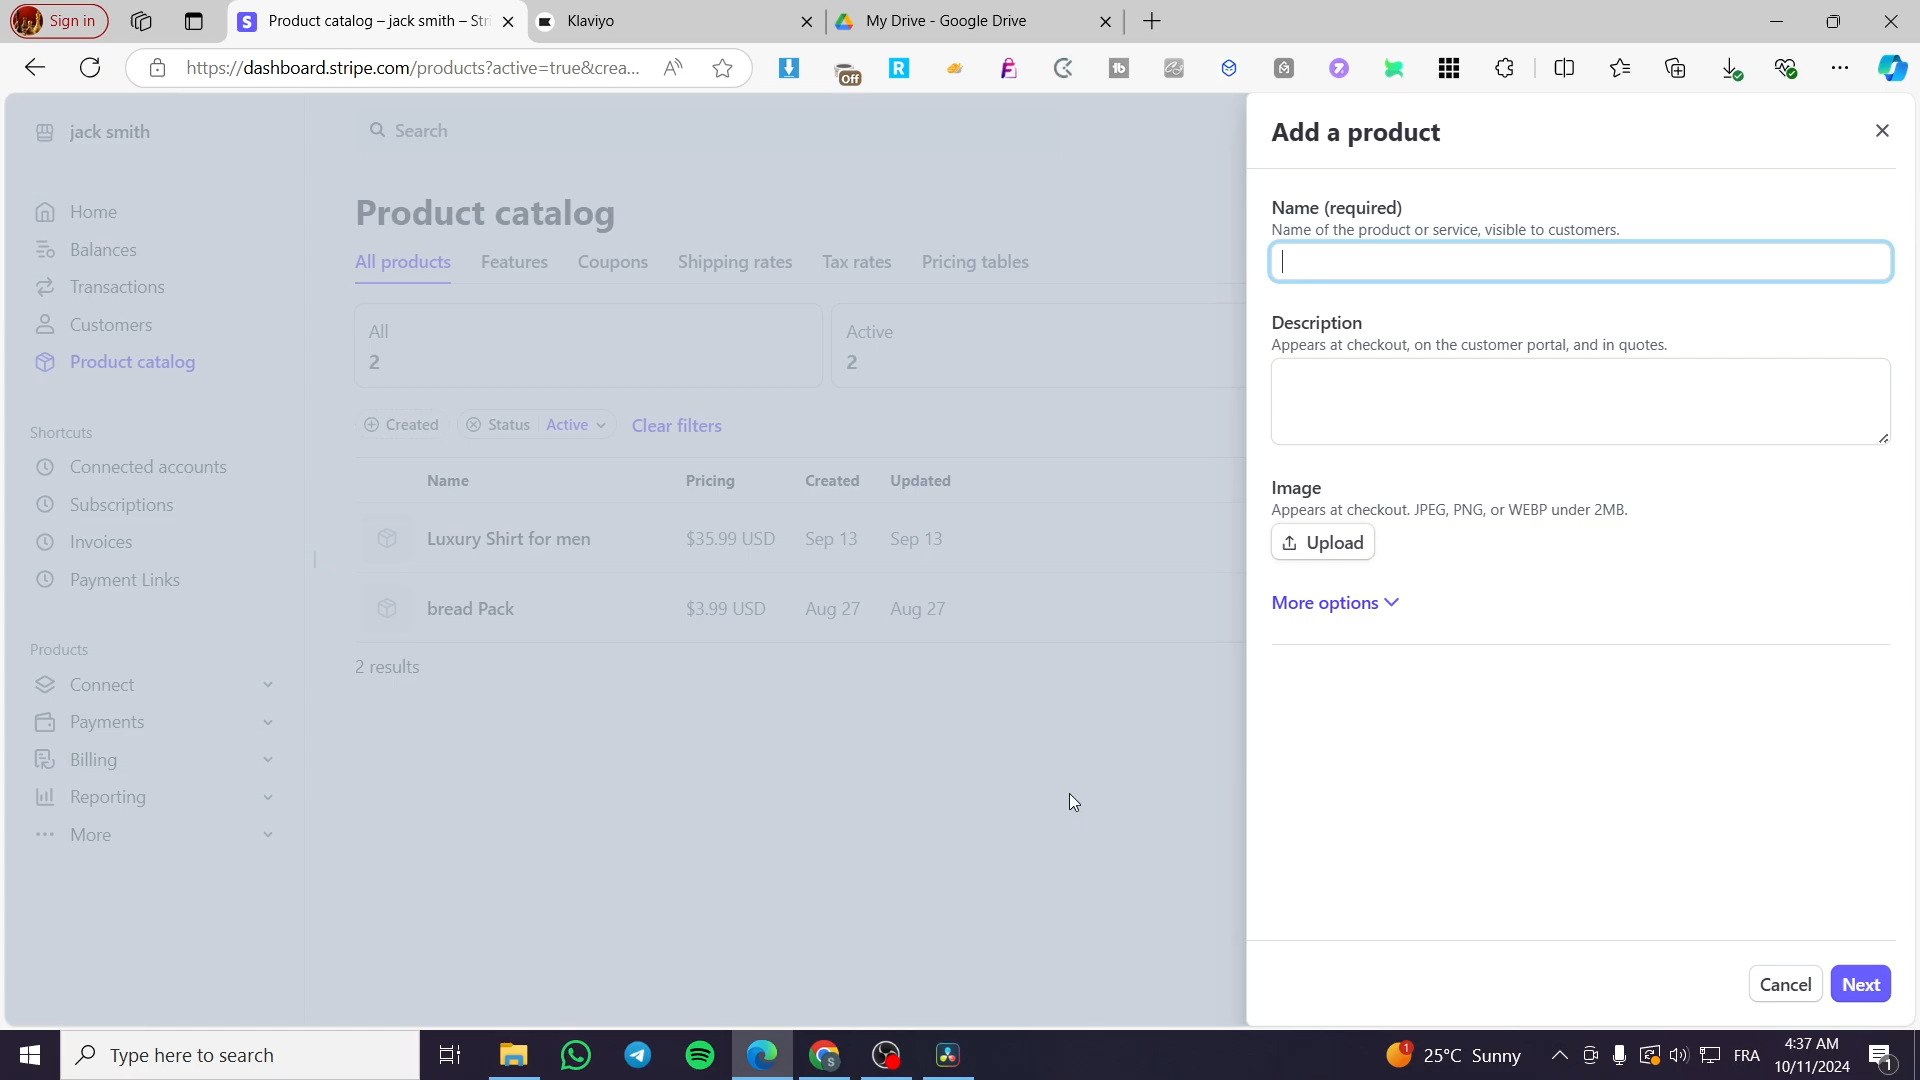 Sign in
Product catalog – jack smith – Str
Klaviyo
My Drive - Google Drive
https://dashboard.stripe.com/products?active=true&crea...
Off
jack smith
Search
Home
Balances
Transactions
Customers
Product catalog
Shortcuts
Connected accounts
Subscriptions
Invoices
Payment Links
Products
Connect
Payments
Billing
Reporting
More
Product catalog
All products Features Coupons Shipping rates Tax rates Pricing tables
All
2
Active
2
Created Status Active Clear filters
Name Pricing Created Updated
Luxury Shirt for men $35.99 USD Sep 13 Sep 13
bread Pack $3.99 USD Aug 27 Aug 27
2 results
Add a product
Name (required)
Name of the product or service, visible to customers.
Description
Appears at checkout, on the customer portal, and in quotes.
Image
Appears at checkout. JPEG, PNG, or WEBP under 2MB.
Upload
More options
Cancel Next
Type here to search
1
25°C Sunny
FRA
4:37 AM
10/11/2024
1